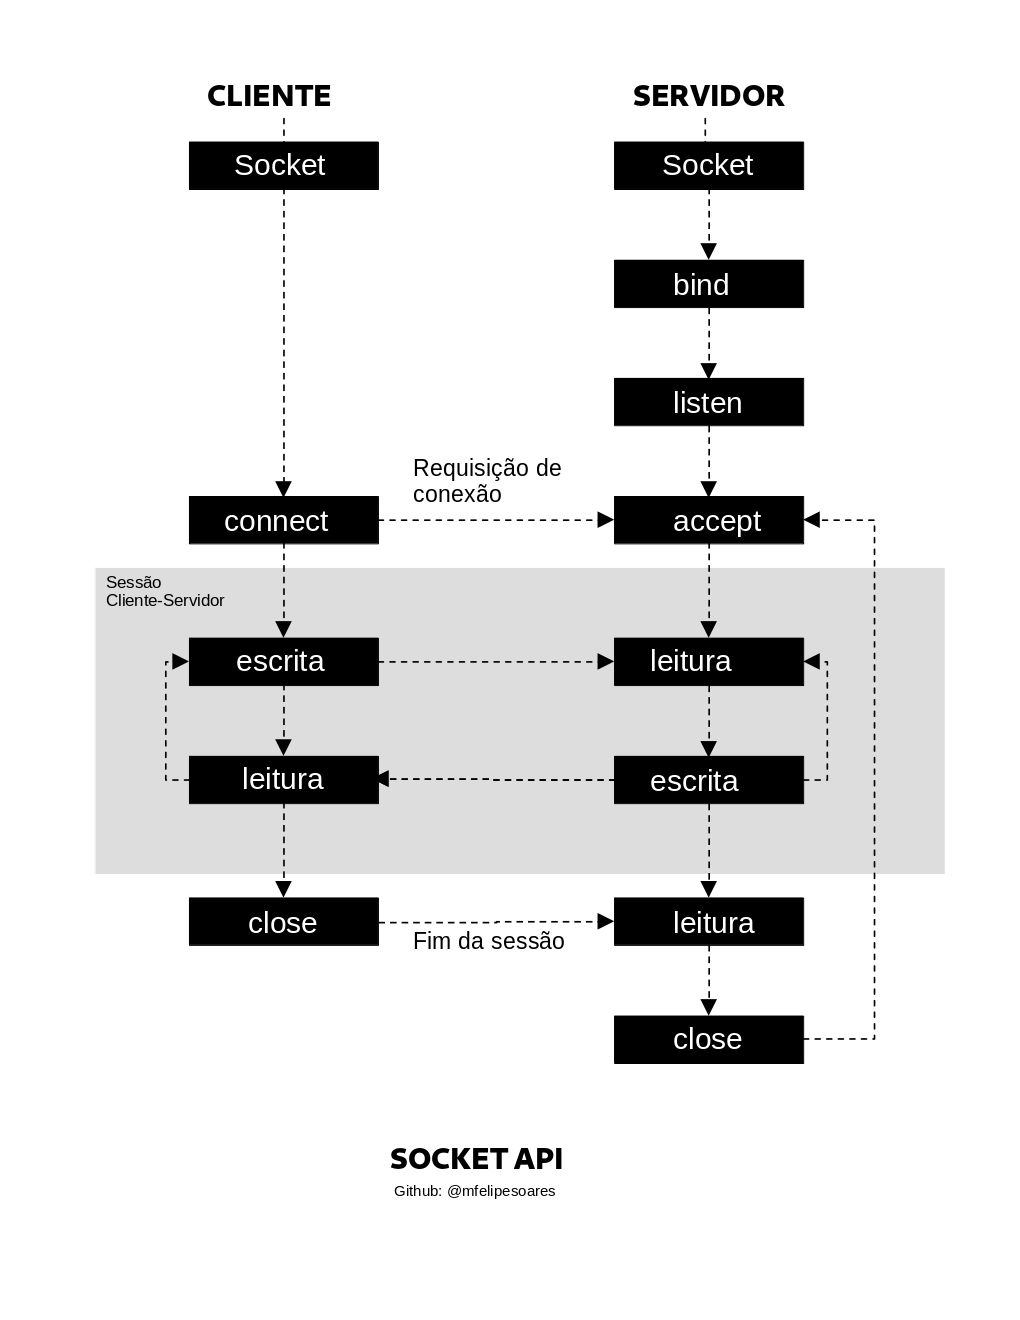 CLIENTE
SERVIDOR
Socket
Socket
bind
listen
Requisição de
conexão
connect
accept
Sessão
Cliente-Servidor
escrita
leitura
leitura
escrita
close
leitura
Fim da sessão
close
SOCKET API
Github: @mfelipesoares